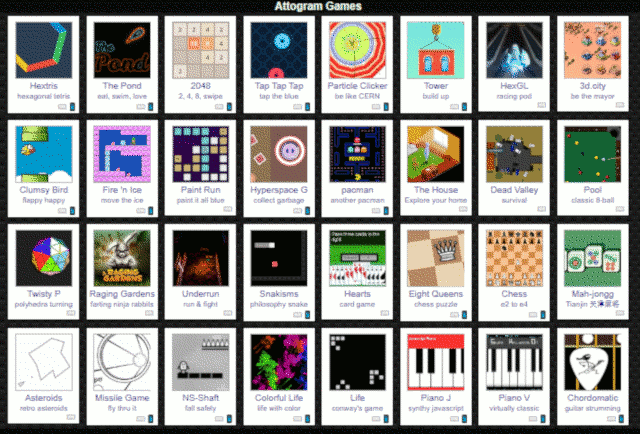 Attogram Games
Hextris The Pond 2048 Tap Tap Tap Particle Clicker Tower HexGL 3d.city
hexagonal tetris eat, swim, love 2, 4, 8, swipe tap the blue be like CERN build up racing pod be the mayor
Clumsy Bird Fire 'n Ice Paint Run Hyperspace G pacman The House Dead Valley Pool
flappy happy move the ice paint it all blue collect garbage another pacman Explore your home survival classic 8-ball
Twisty P Raging Gardens Underrun Snakisms Hearts Eight Queens Chess Mah-jongg
polyhedra turning farting ninja rabbits run & fight philosophy snake card game chess puzzle e2 to e4 Tianjin
Asteroids Missile Game NS-Shaft Colorful Life Life Piano J Piano V Chordomatic
retro asteroids fly thru it fall safely life with color conway's game synthy javascript virtually classic guitar strumming